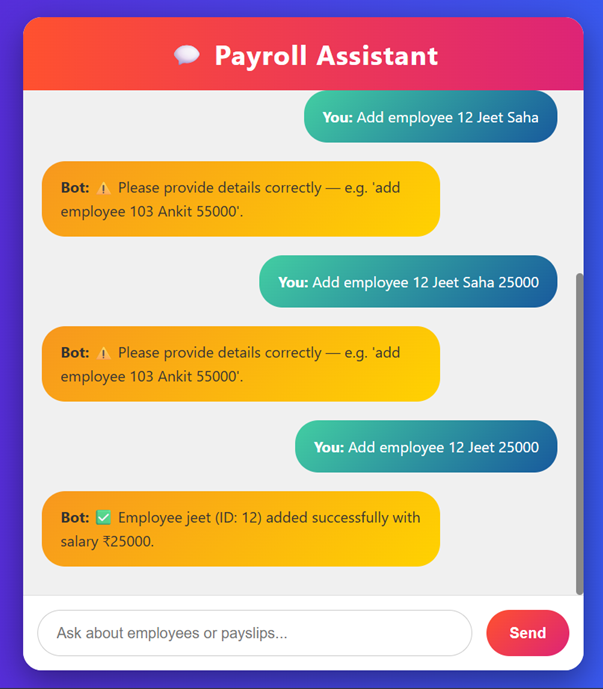 💬 Payroll Assistant
You: Add employee 12 Jeet Saha
Bot: ⚠️ Please provide details correctly — e.g. 'add
employee 103 Ankit 55000'.
You: Add employee 12 Jeet Saha 25000
Bot: ⚠️ Please provide details correctly — e.g. 'add
employee 103 Ankit 55000'.
You: Add employee 12 Jeet 25000
Bot: ✅ Employee jeet (ID: 12) added successfully with
salary ₹25000.
Ask about employees or payslips...
Send